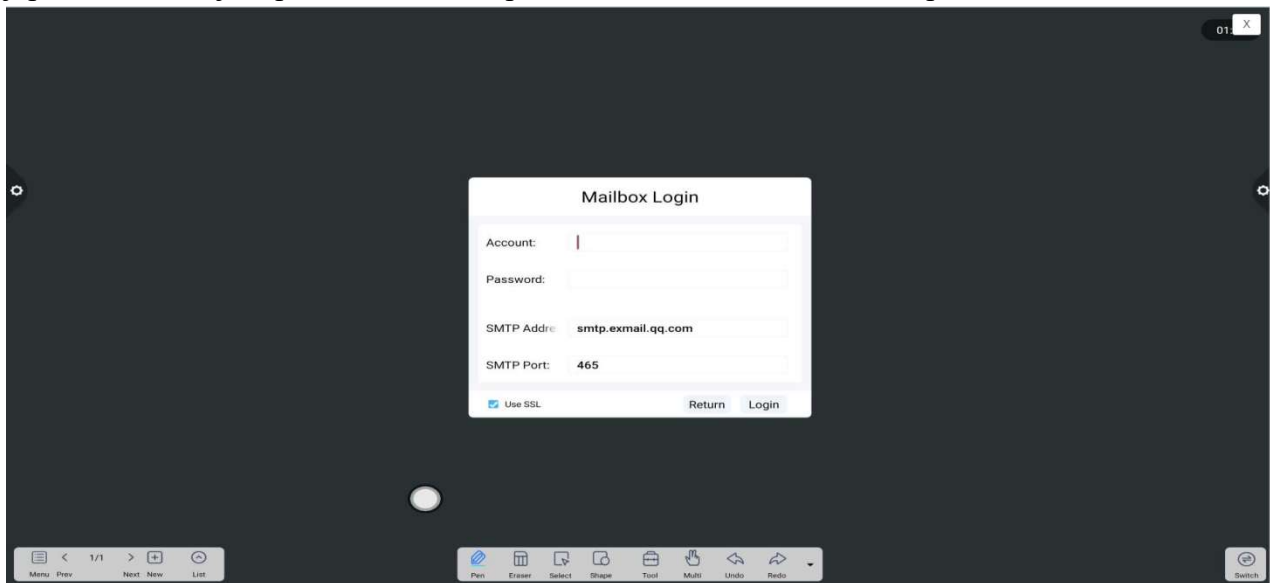 X
01:
Mailbox Login
Account:
Password:
SMTP Addre smtp.exmail.qq.com
SMTP Port: 465
Use SSL Return Login
1/1
Menu Prev Next New List
Pen Eraser Select Shape Tool Multi Undo Redo
Switch